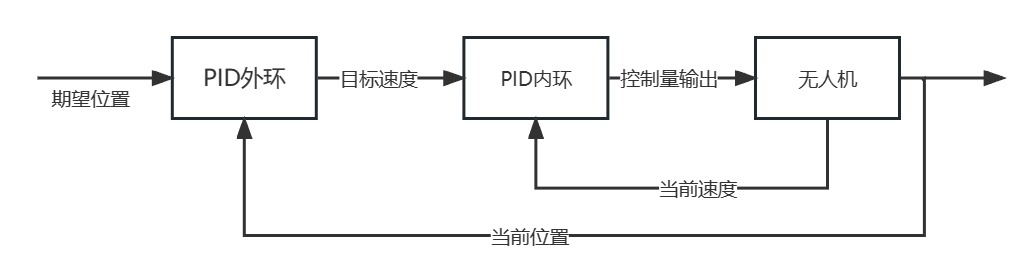 PID外环
目标速度
PID内环
控制量输出
无人机
期望位置
当前速度
当前位置